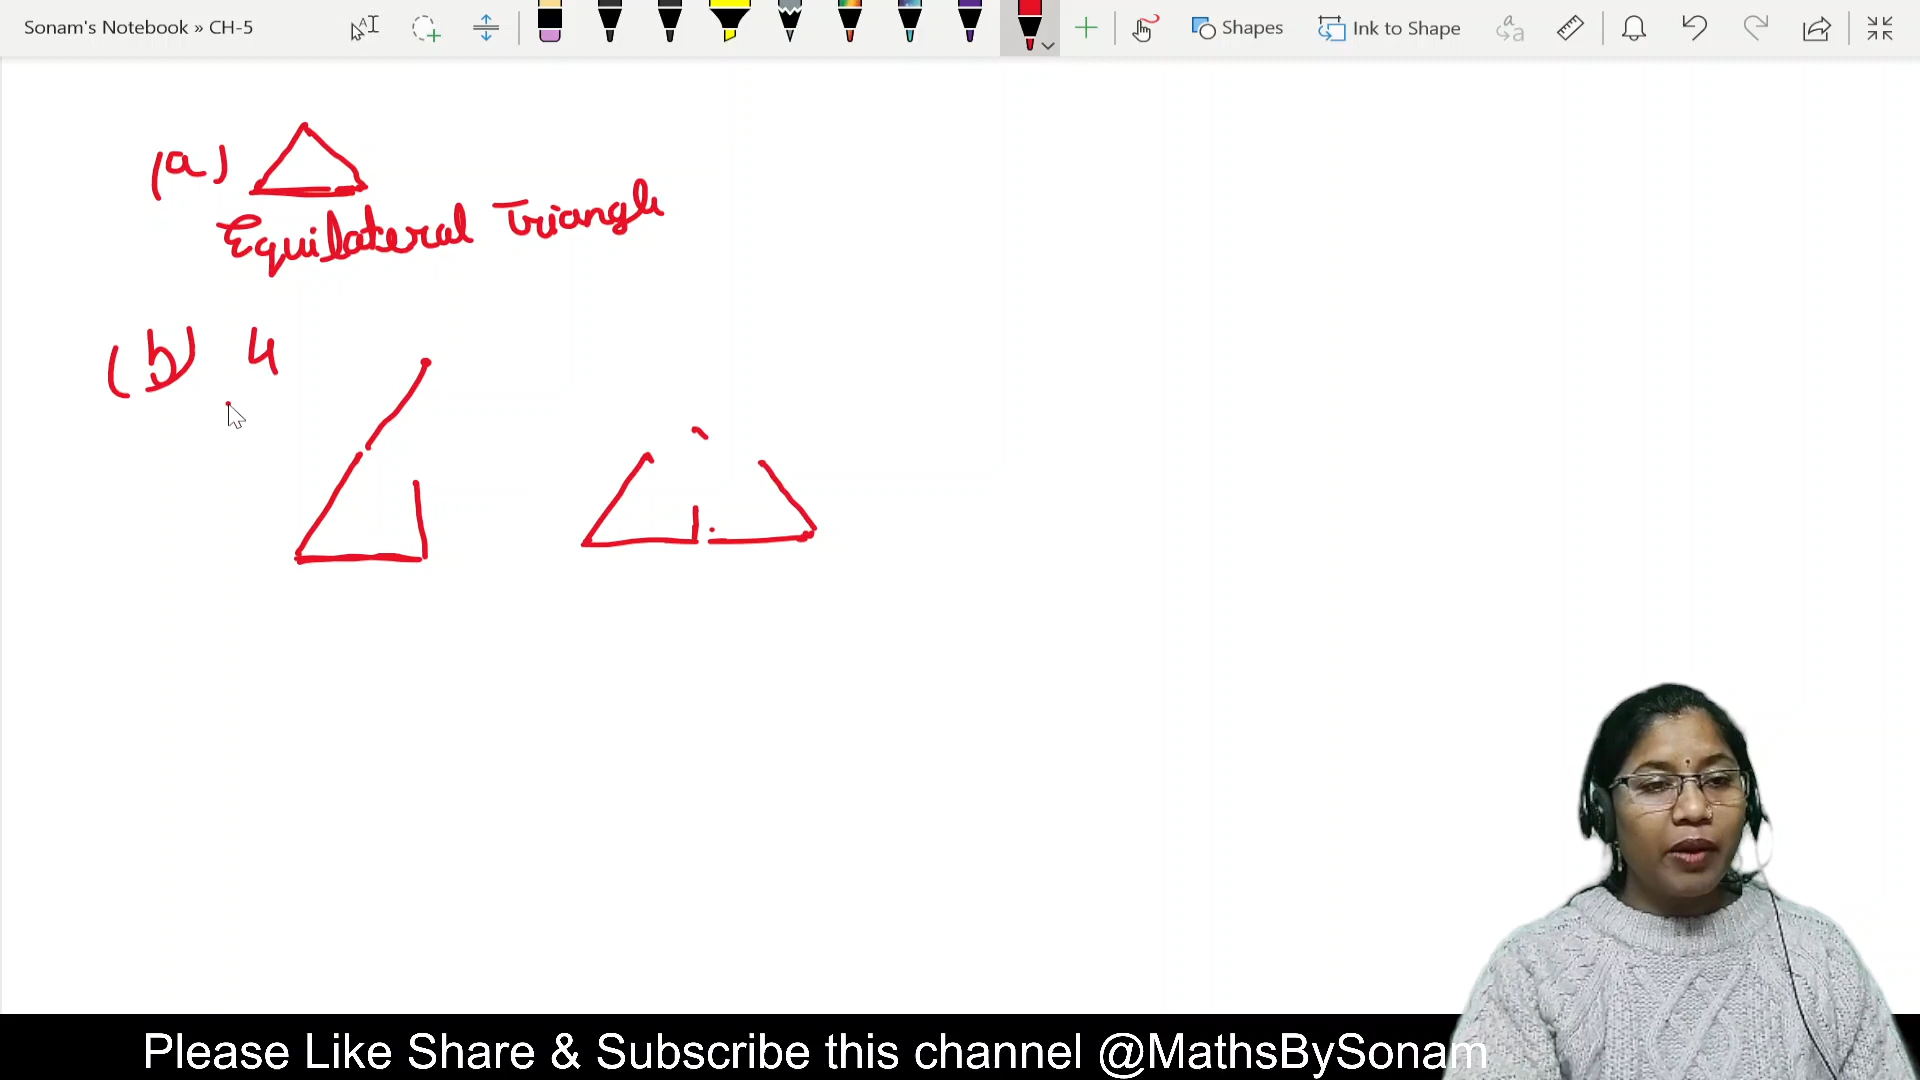 Sonam's Notebook » CH-5
Shapes
Ink to Shape
(a)
Equilateral Triangle
(b) 4
Please Like Share & Subscribe this channel @MathsBySonam